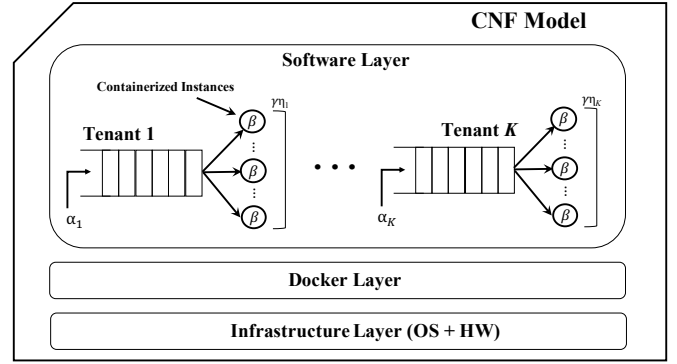 CNF Model
Software Layer
Containerized Instances
Tenant 1
α1
β
⋮
β
⋮
β
γη1
• • •
Tenant K
αK
β
⋮
β
⋮
β
γηK
Docker Layer
Infrastructure Layer (OS + HW)